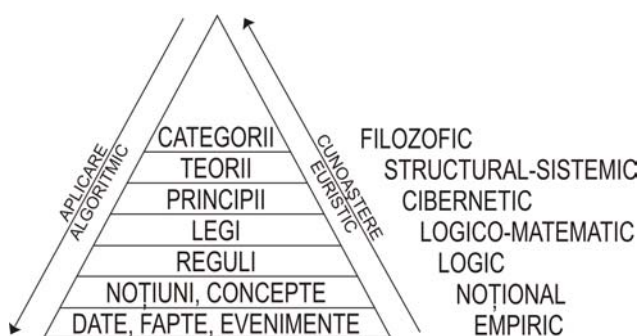 CATEGORII FILOZOFIC
TEORII STRUCTURAL-SISTEMIC
PRINCIPII CIBERNETIC
LEGI LOGICO-MATEMATIC
REGULI LOGIC
NOȚIUNI, CONCEPTE NOȚIONAL
DATE, FAPTE, EVENIMENTE EMPIRIC
APLICARE
ALGORITMIC
CUNOASTERE
EURISTIC